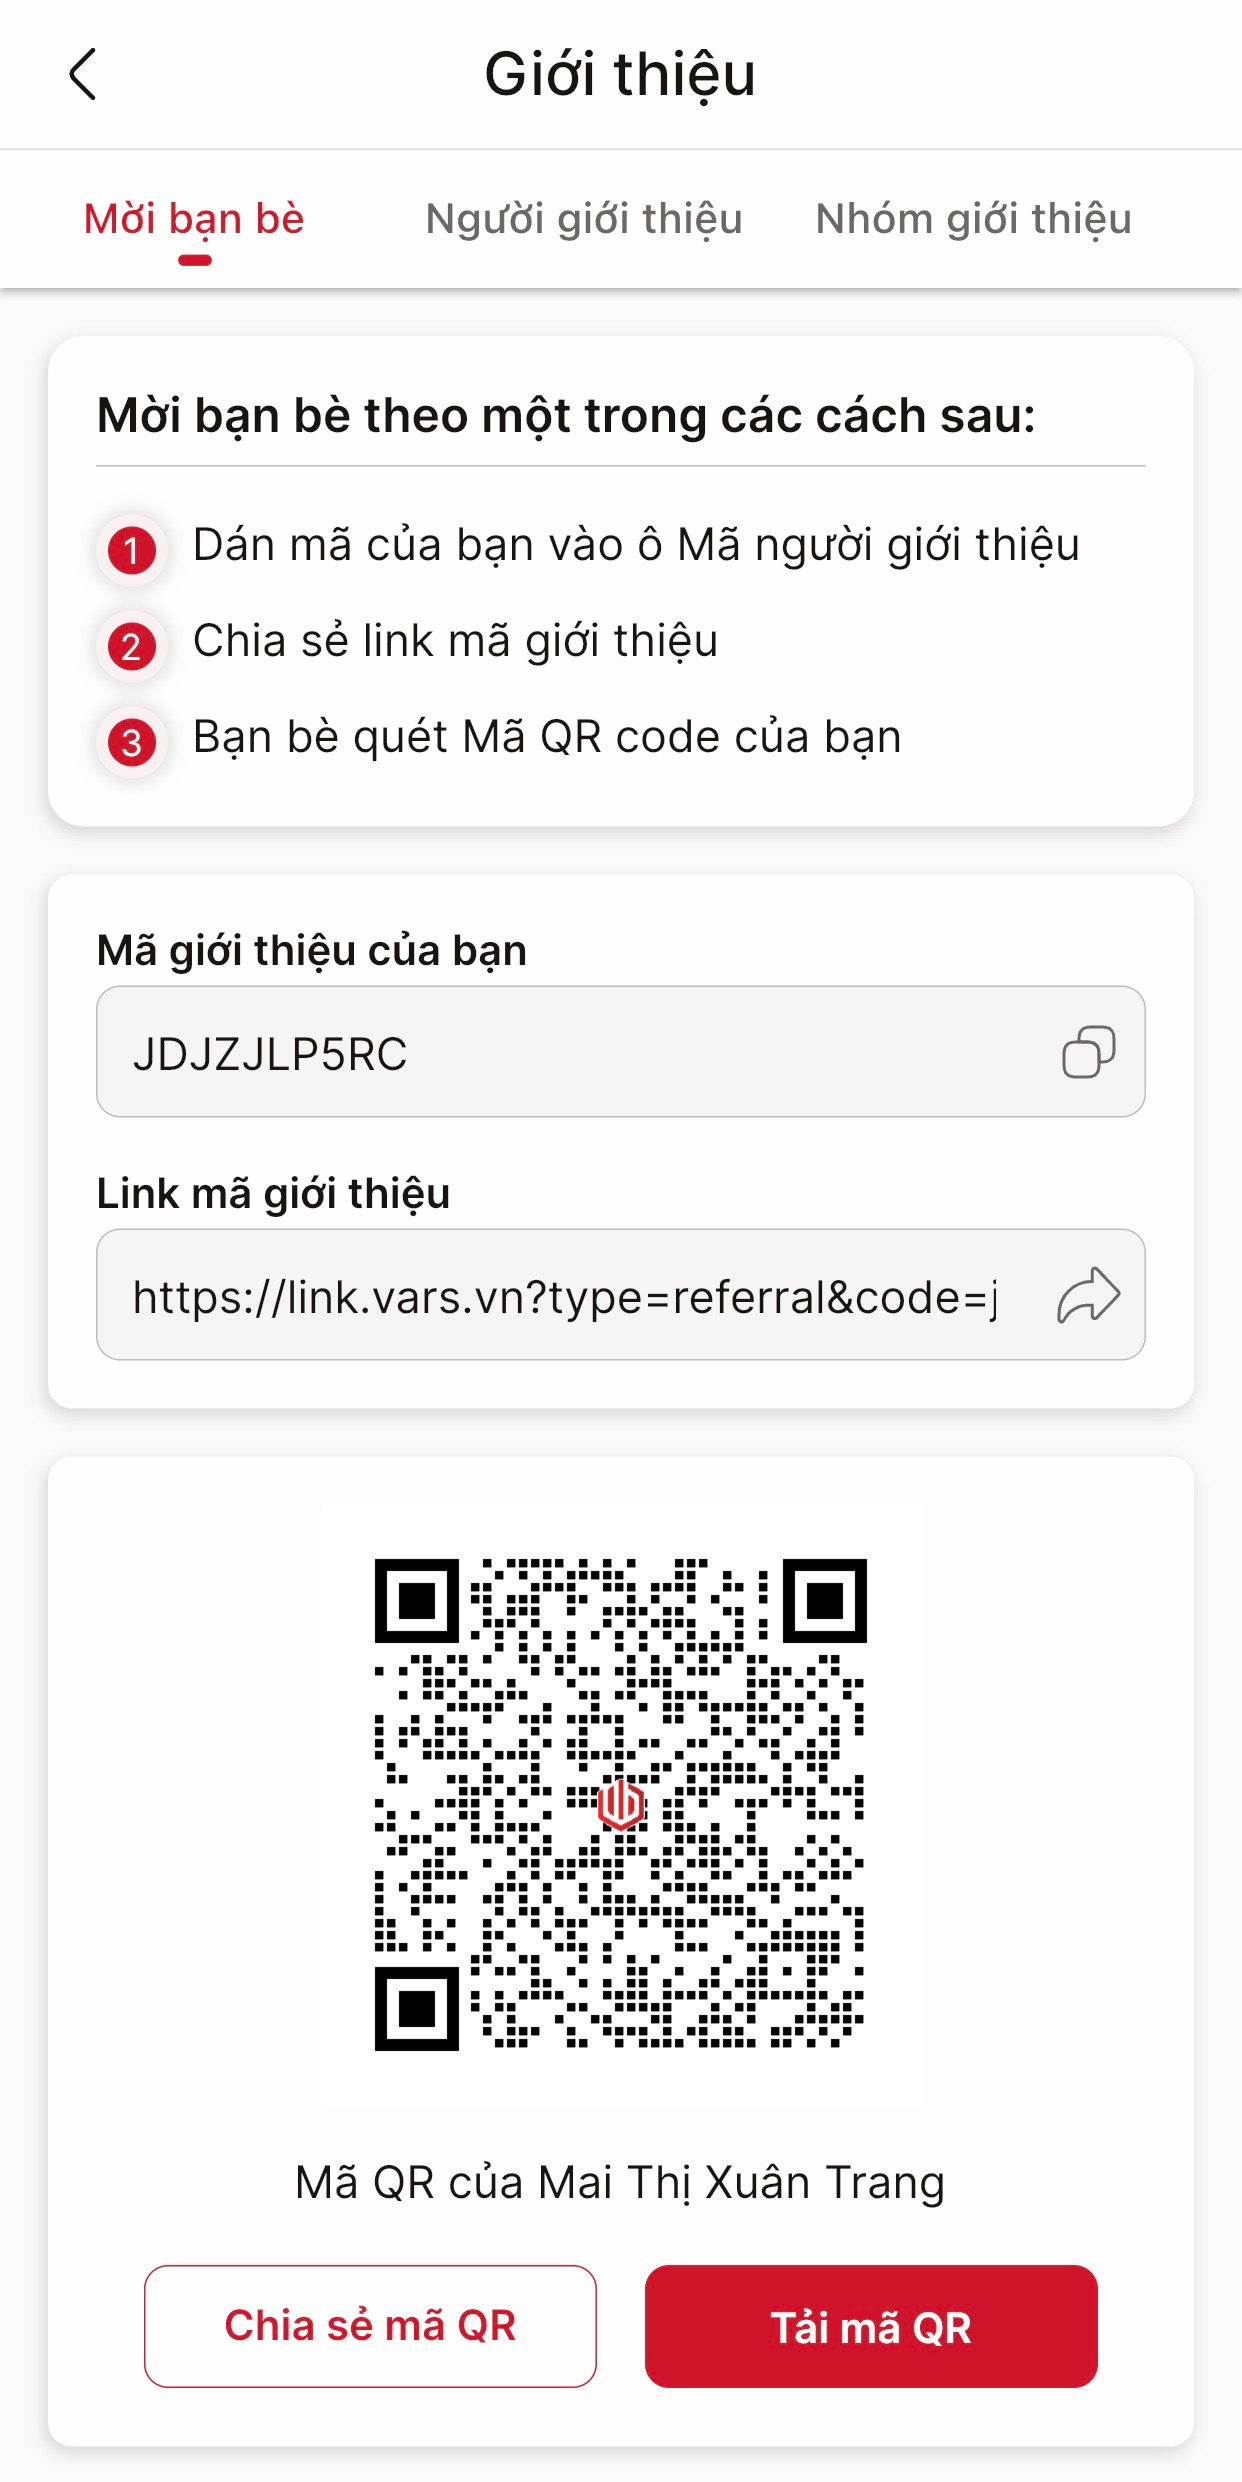 Giới thiệu
Mời bạn bè
Người giới thiệu
Nhóm giới thiệu
Mời bạn bè theo một trong các cách sau:
1 Dán mã của bạn vào ô Mã người giới thiệu
2 Chia sẻ link mã giới thiệu
3 Bạn bè quét Mã QR code của bạn
Mã giới thiệu của bạn
JDJZJLP5RC
Link mã giới thiệu
https://link.vars.vn?type=referral&code=j
Mã QR của Mai Thị Xuân Trang
Chia sẻ mã QR
Tải mã QR